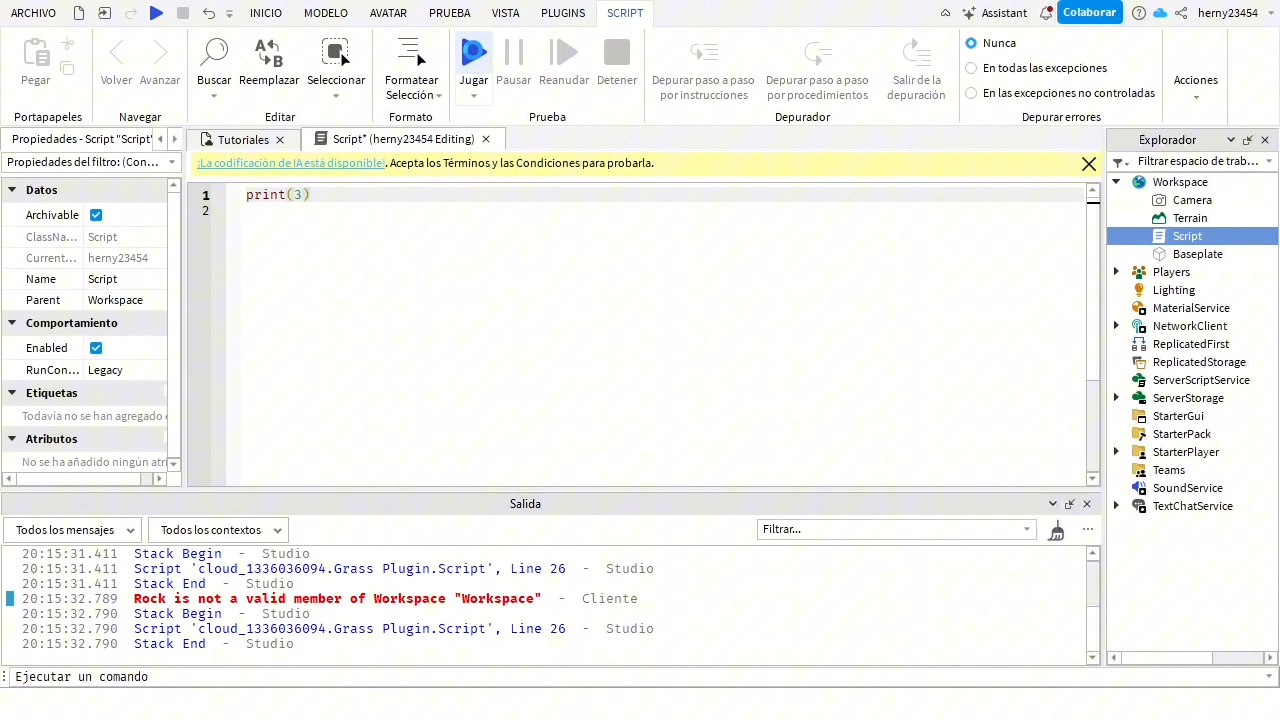 ARCHIVO INICIO MODELO AVATAR PRUEBA VISTA PLUGINS SCRIPT Assistant Colaborar herny23454
Pegar Volver Avanzar Buscar Reemplazar Seleccionar Formatear Selección Jugar Pausar Reanudar Detener Depurar paso a paso por instrucciones Depurar paso a paso por procedimientos Salir de la depuración Acciones
Nunca
En todas las excepciones
En las excepciones no controladas
Portapapeles Navegar Editar Formato Prueba Depurador Depurar errores
Propiedades - Script "Script" Tutoriales Script* (herny23454 Editing) Explorador
Propiedades del filtro: (Con...
¡La codificación de IA está disponible!. Acepta los Términos y las Condiciones para probarla.
Filtrar espacio de trab...
Datos
Archivable
ClassNa... Script
Current... herny23454
Name Script
Parent Workspace
Comportamiento
Enabled
RunCon... Legacy
Etiquetas
Todavía no se han agregado e
Atributos
No se ha añadido ningún atri
1 print(3)
2
Workspace
Camera
Terrain
Script
Baseplate
Players
Lighting
MaterialService
NetworkClient
ReplicatedFirst
ReplicatedStorage
ServerScriptService
ServerStorage
StarterGui
StarterPack
StarterPlayer
Teams
SoundService
TextChatService
Salida
Todos los mensajes Todos los contextos Filtrar... ...
20:15:31.411 Stack Begin - Studio
20:15:31.411 Script 'cloud_1336036094.Grass Plugin.Script', Line 26 - Studio
20:15:31.411 Stack End - Studio
20:15:32.789 Rock is not a valid member of Workspace "Workspace" - Cliente
20:15:32.790 Stack Begin - Studio
20:15:32.790 Script 'cloud_1336036094.Grass Plugin.Script', Line 26 - Studio
20:15:32.790 Stack End - Studio
Ejecutar un comando